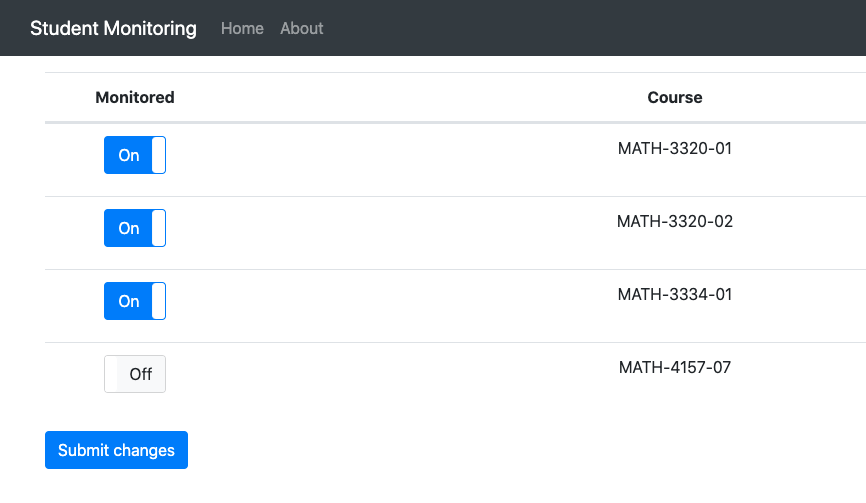 Student Monitoring Home About
Monitored Course
On MATH-3320-01
On MATH-3320-02
On MATH-3334-01
Off MATH-4157-07
Submit changes